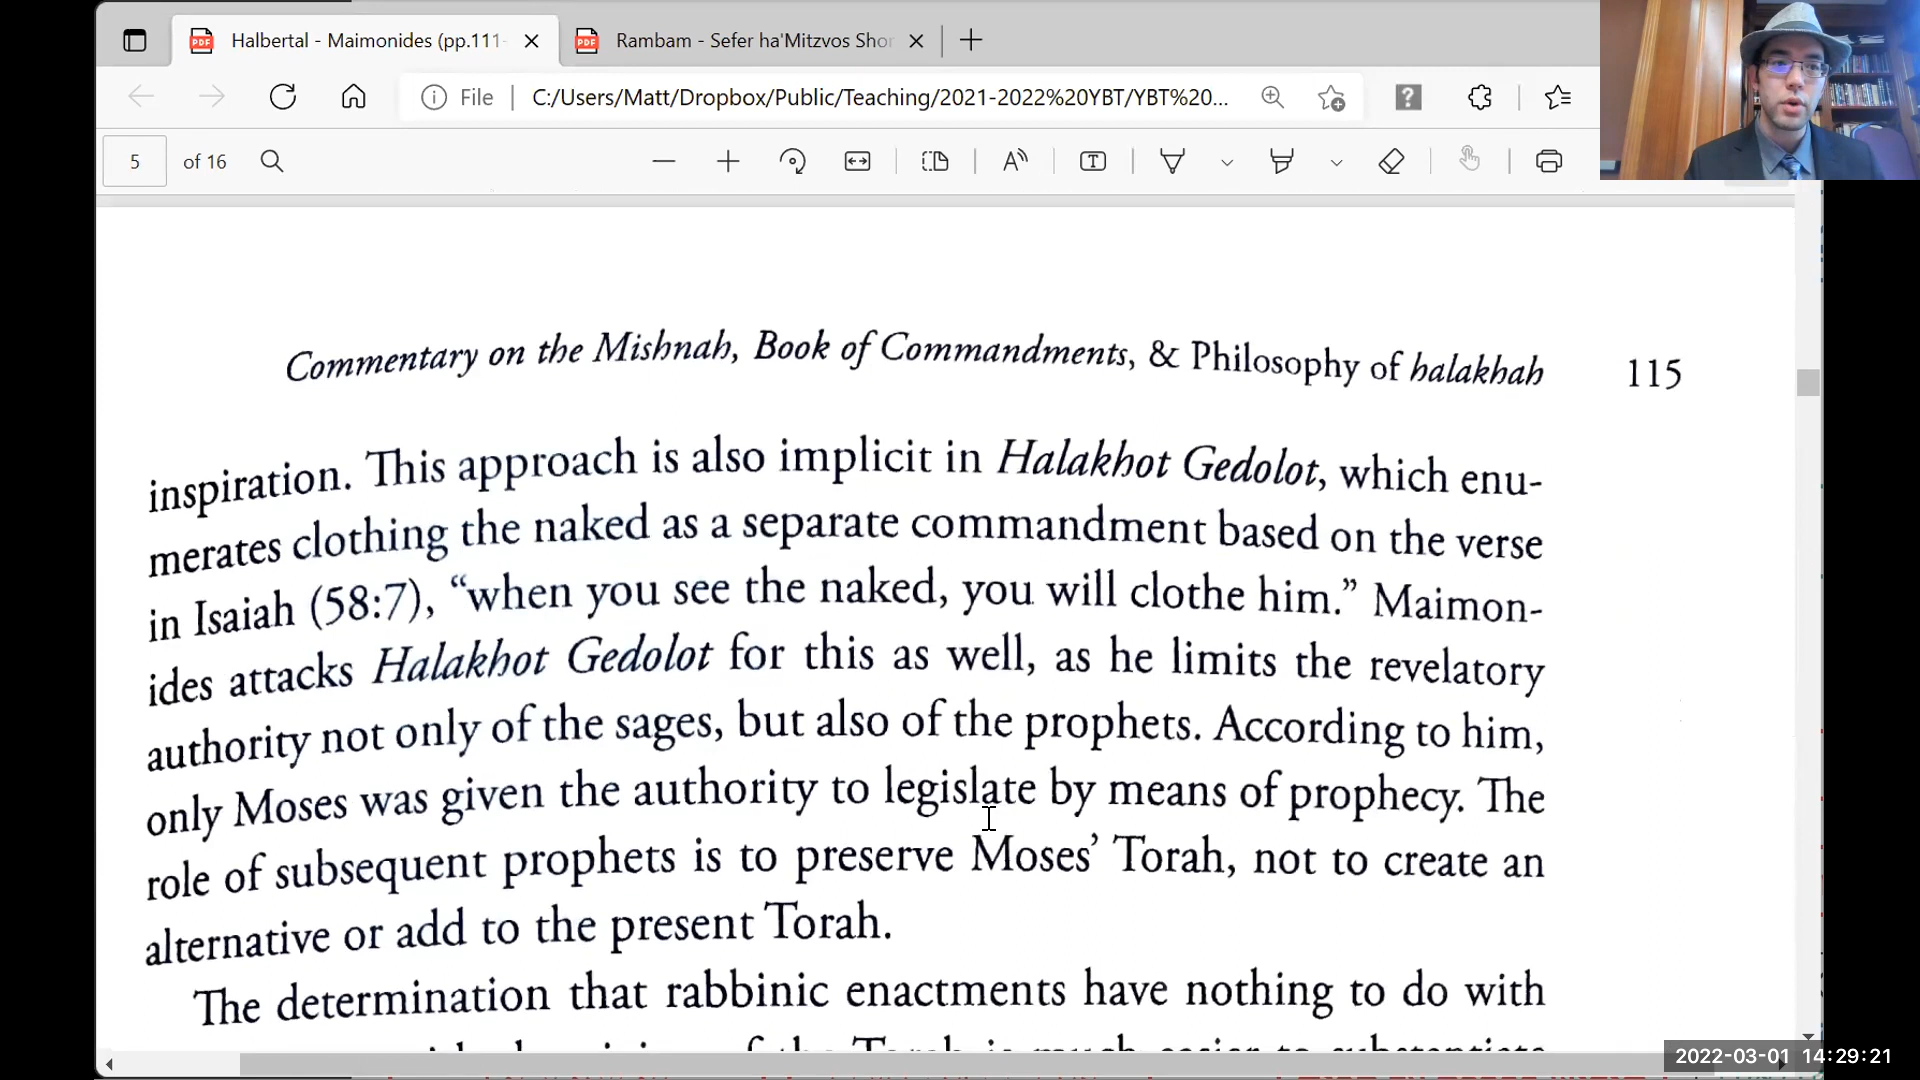 Halbertal - Maimonides (pp.111-
Rambam - Sefer ha'Mitzvos Shor
File
C:/Users/Matt/Dropbox/Public/Teaching/2021-2022%20YBT/YBT%20...
5 of 16
Commentary on the Mishnah, Book of Commandments, & Philosophy of halakhah 115
inspiration. This approach is also implicit in Halakhot Gedolot, which enu-
merates clothing the naked as a separate commandment based on the verse
in Isaiah (58:7), “when you see the naked, you will clothe him.” Maimon-
ides attacks Halakhot Gedolot for this as well, as he limits the revelatory
authority not only of the sages, but also of the prophets. According to him,
only Moses was given the authority to legislate by means of prophecy. The
role of subsequent prophets is to preserve Moses’ Torah, not to create an
alternative or add to the present Torah.
The determination that rabbinic enactments have nothing to do with
2022-03-01 14:29:21